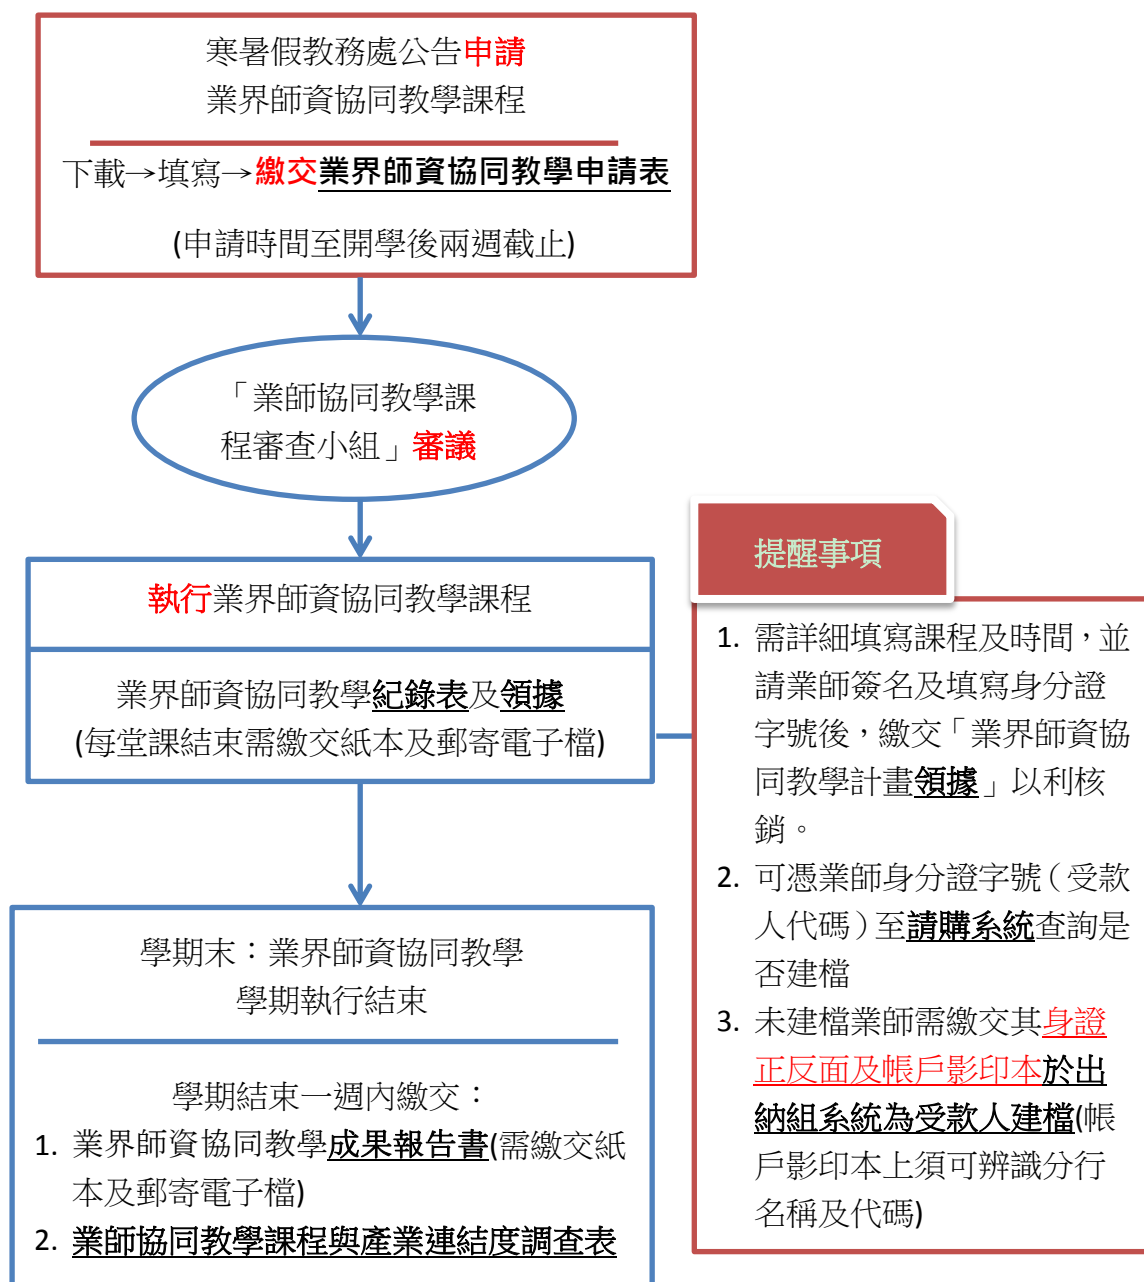 寒暑假教務處公告申請
業界師資協同教學課程
下載→填寫→繳交業界師資協同教學申請表
(申請時間至開學後兩週截止)
「業師協同教學課
程審查小組」審議
執行業界師資協同教學課程
業界師資協同教學紀錄表及領據
(每堂課結束需繳交紙本及郵寄電子檔)
學期末：業界師資協同教學
學期執行結束
學期結束一週內繳交：
1. 業界師資協同教學成果報告書(需繳交紙
本及郵寄電子檔)
2. 業師協同教學課程與產業連結度調查表
提醒事項
1. 需詳細填寫課程及時間，並
請業師簽名及填寫身分證
字號後，繳交「業界師資協
同教學計畫領據」以利核
銷。
2. 可憑業師身分證字號（受款
人代碼）至請購系統查詢是
否建檔
3. 未建檔業師需繳交其身證
正反面及帳戶影印本於出
納組系統為受款人建檔(帳
戶影印本上須可辨識分行
名稱及代碼)